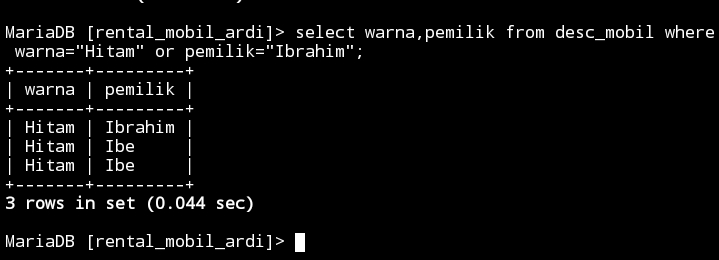 MariaDB [rental_mobil_ardi]> select warna,pemilik from desc_mobil where
 warna="Hitam" or pemilik="Ibrahim";
+-------+---------+
| warna | pemilik |
+-------+---------+
| Hitam | Ibrahim |
| Hitam | Ibe     |
| Hitam | Ibe     |
+-------+---------+
3 rows in set (0.044 sec)
MariaDB [rental_mobil_ardi]>